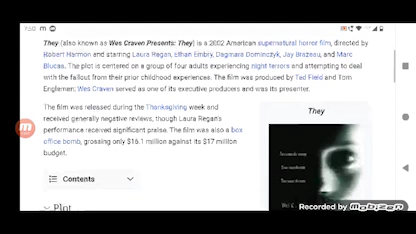 7:50
They (also known as Wes Craven Presents: They) is a 2002 American supernatural horror film, directed by
Robert Harmon and starring Laura Regan, Ethan Embry, Dagmara Dominczyk, Jay Brazeau, and Marc
Blucas. The plot is centered on a group of four adults experiencing night terrors and attempting to deal
with the fallout from their prior childhood experiences. The film was produced by Ted Field and Tom
Engleman; Wes Craven served as one of its executive producers and was its presenter.
The film was released during the Thanksgiving week and
received generally negative reviews, though Laura Regan's
performance received significant praise. The film was also a box
office bomb, grossing only $16.1 million against its $17 million
budget.
They
Contents
Plot
Recorded by Mobizen